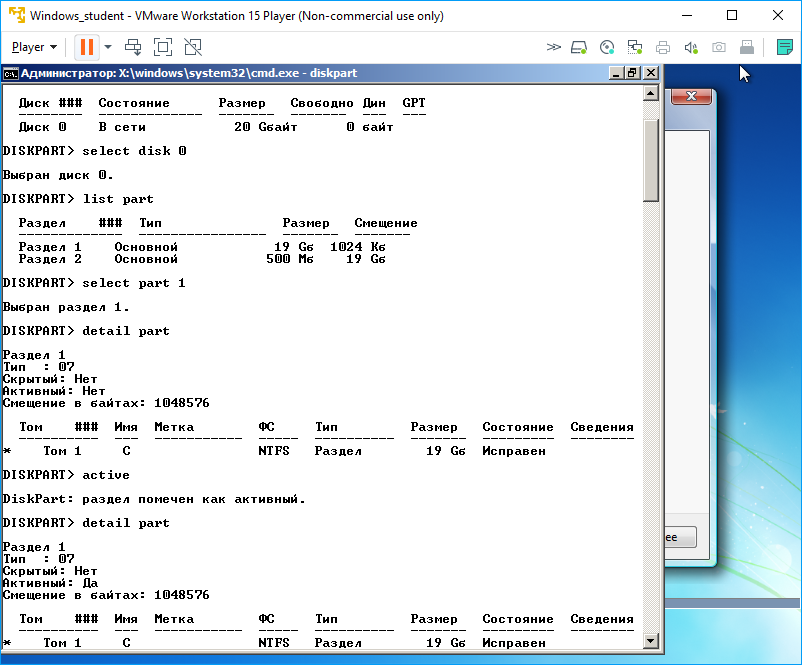 Windows_student - VMware Workstation 15 Player (Non-commercial use only)
Player
Администратор: X:\windows\system32\cmd.exe - diskpart
Диск ### Состояние Размер Свободно Дин GPT
-------- ------------- ------- ------- --- ---
Диск 0 В сети 20 Gбайт 0 байт
DISKPART> select disk 0
Выбран диск 0.
DISKPART> list part
Раздел ### Тип Размер Смещение
------------- ---------------- ------- -------
Раздел 1 Основной 19 Gб 1024 Kб
Раздел 2 Основной 500 Mб 19 Gб
DISKPART> select part 1
Выбран раздел 1.
DISKPART> detail part
Раздел 1
Тип : 07
Скрытый: Нет
Активный: Нет
Смещение в байтах: 1048576
Том ### Имя Метка ФС Тип Размер Состояние Сведения
---------- --- ----------- ----- ---------- ------- --------- --------
* Том 1 C NTFS Раздел 19 Gб Исправен
DISKPART> active
DiskPart: раздел помечен как активный.
DISKPART> detail part
Раздел 1
Тип : 07
Скрытый: Нет
Активный: Да
Смещение в байтах: 1048576
Том ### Имя Метка ФС Тип Размер Состояние Сведения
---------- --- ----------- ----- ---------- ------- --------- --------
* Том 1 C NTFS Раздел 19 Gб Исправен
ее